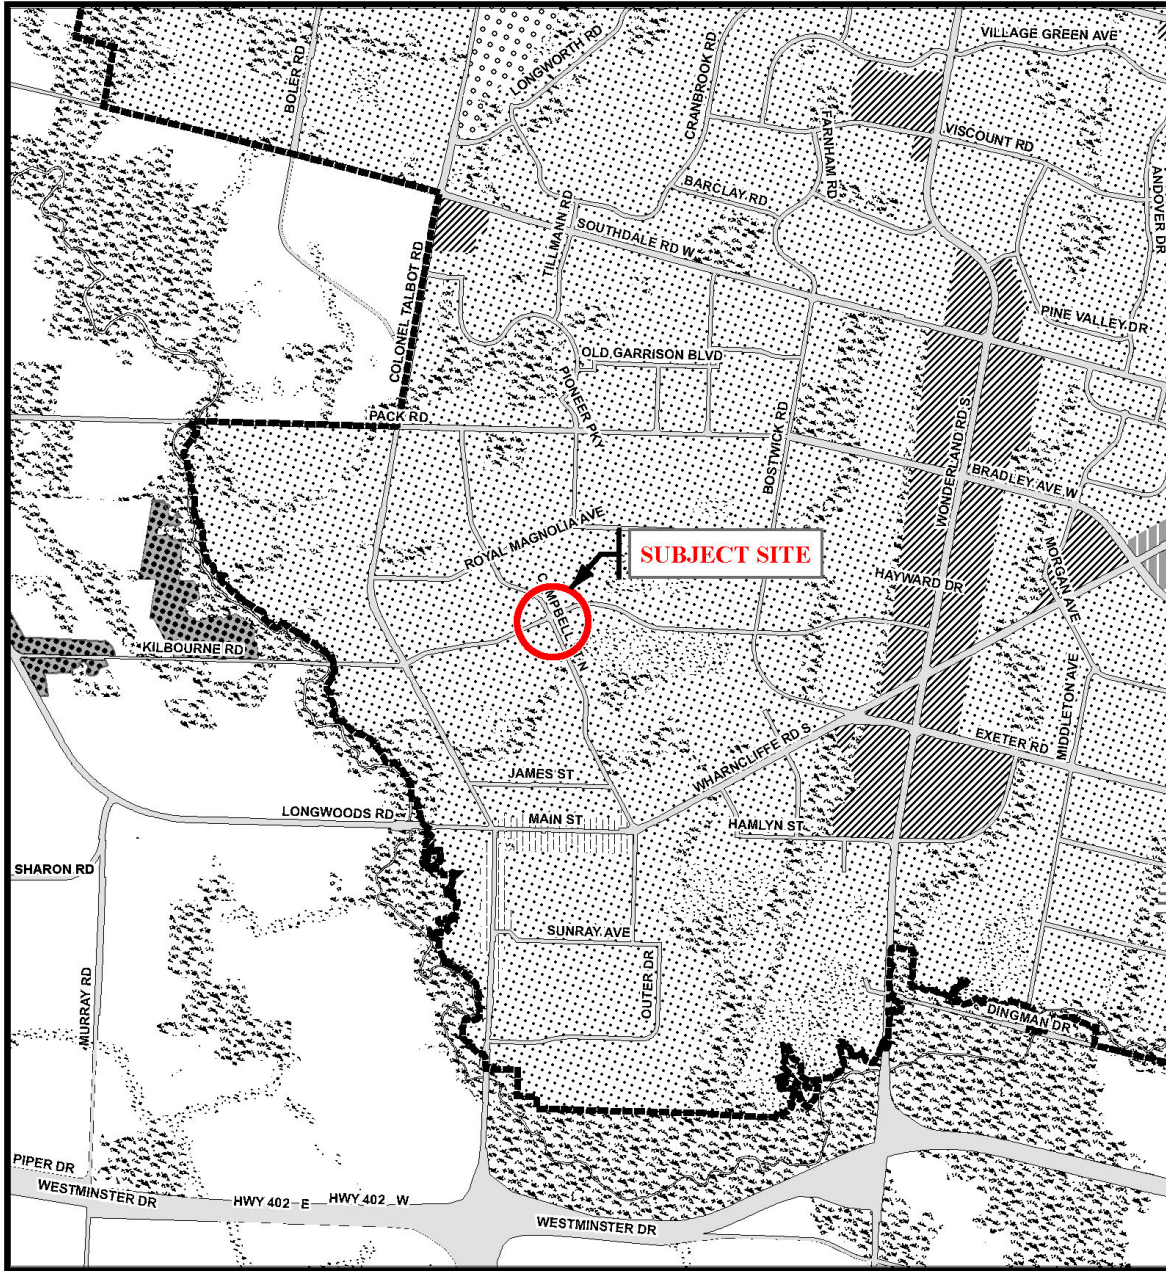 VILLAGE GREEN AVE
LONGWORTH RD
BOLER RD
CRANBROOK RD
FARNHAM RD
VISCOUNT RD
ANDOVER DR
BARCLAY RD
TILLMANN RD
SOUTHDALE RD W
COLONEL TALBOT RD
PINE VALLEY DR
OLD GARRISON BLVD
PIONEER PKY
PACK RD
BOSTWICK RD
WONDERLAND RD S
BRADLEY AVE W
ROYAL MAGNOLIA AVE
SUBJECT SITE
MORGAN AVE
HAYWARD DR
KILBOURNE RD
MIDDLETON AVE
EXETER RD
WHARNCLIFFE RD S
JAMES ST
LONGWOODS RD
MAIN ST
HAMLYN ST
SHARON RD
SUNRAY AVE
OUTER DR
MURRAY RD
DINGMAN DR
PIPER DR
WESTMINSTER DR
HWY 402 E
HWY 402 W
WESTMINSTER DR